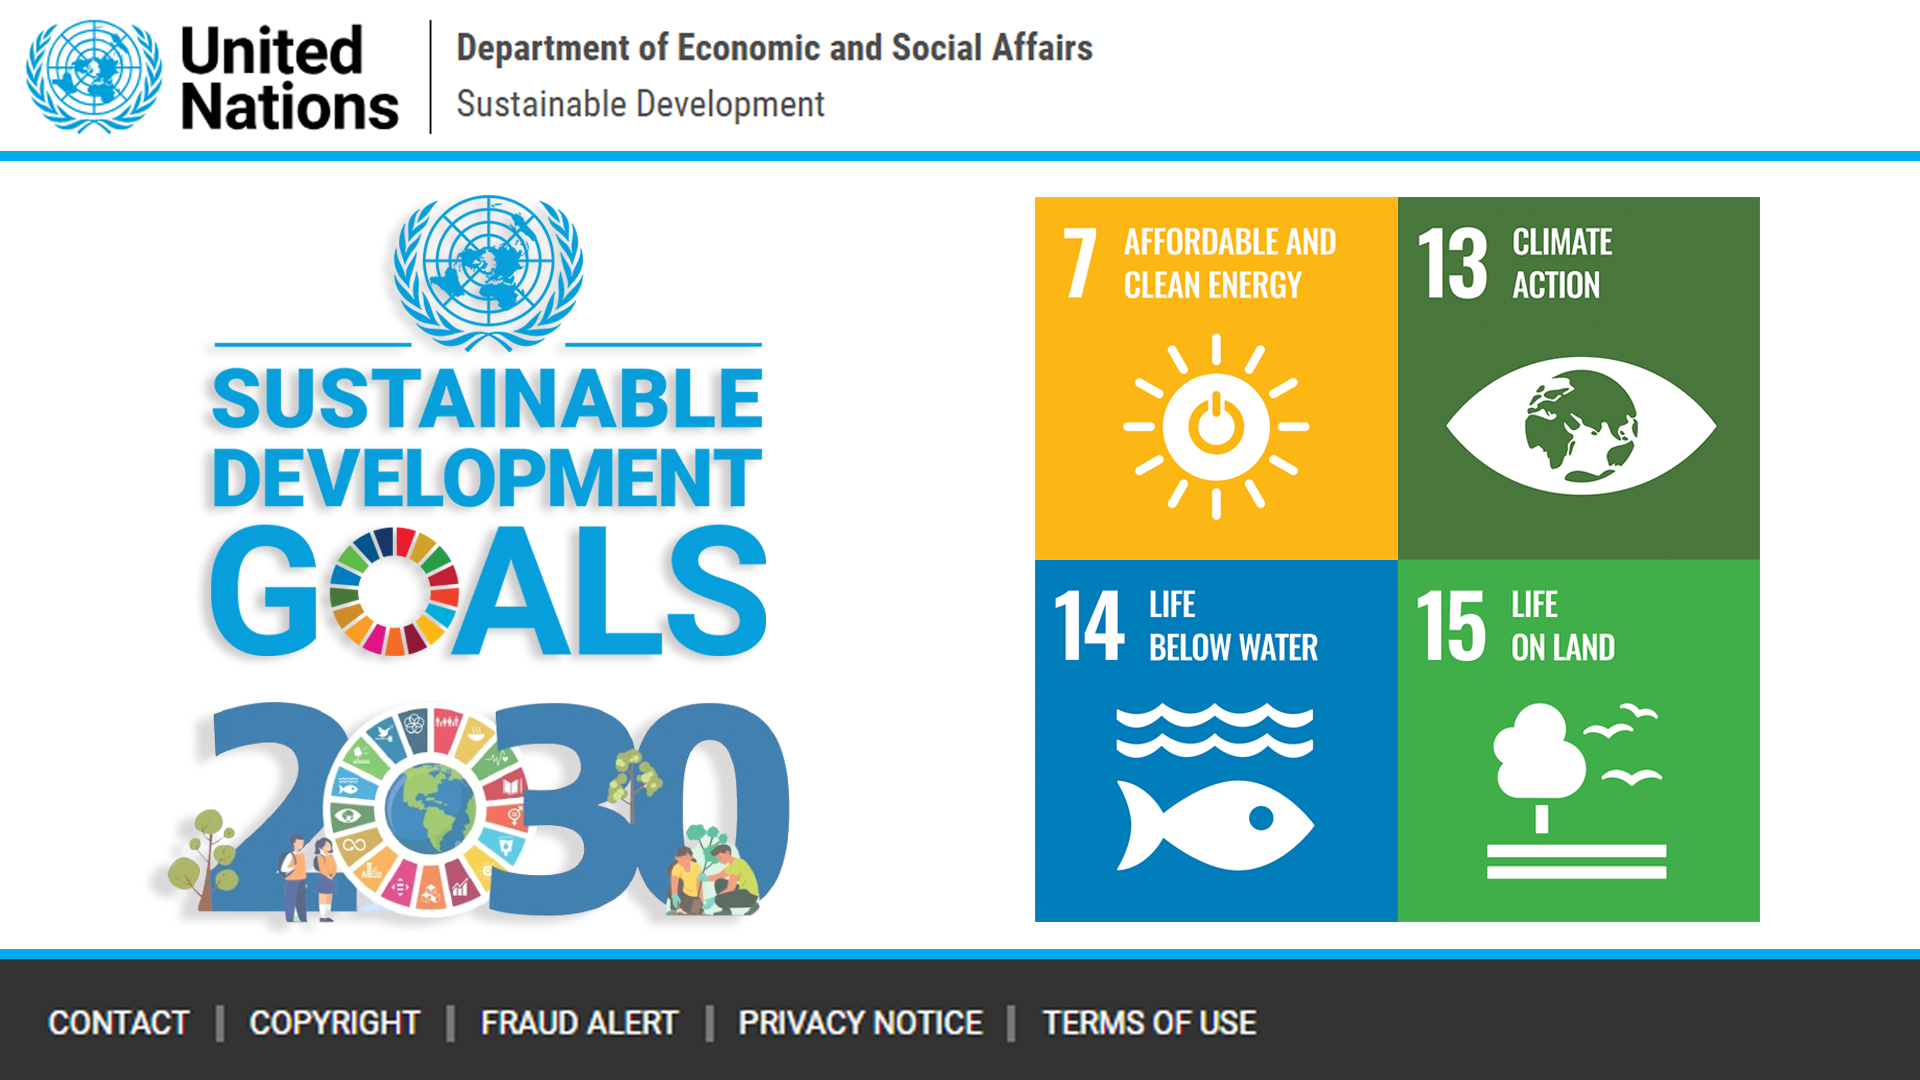 United
Nations
Department of Economic and Social Affairs
Sustainable Development
SUSTAINABLE
DEVELOPMENT
GOALS
2030
7 AFFORDABLE AND
CLEAN ENERGY
13 CLIMATE
ACTION
14 LIFE
BELOW WATER
15 LIFE
ON LAND
CONTACT | COPYRIGHT | FRAUD ALERT | PRIVACY NOTICE | TERMS OF USE